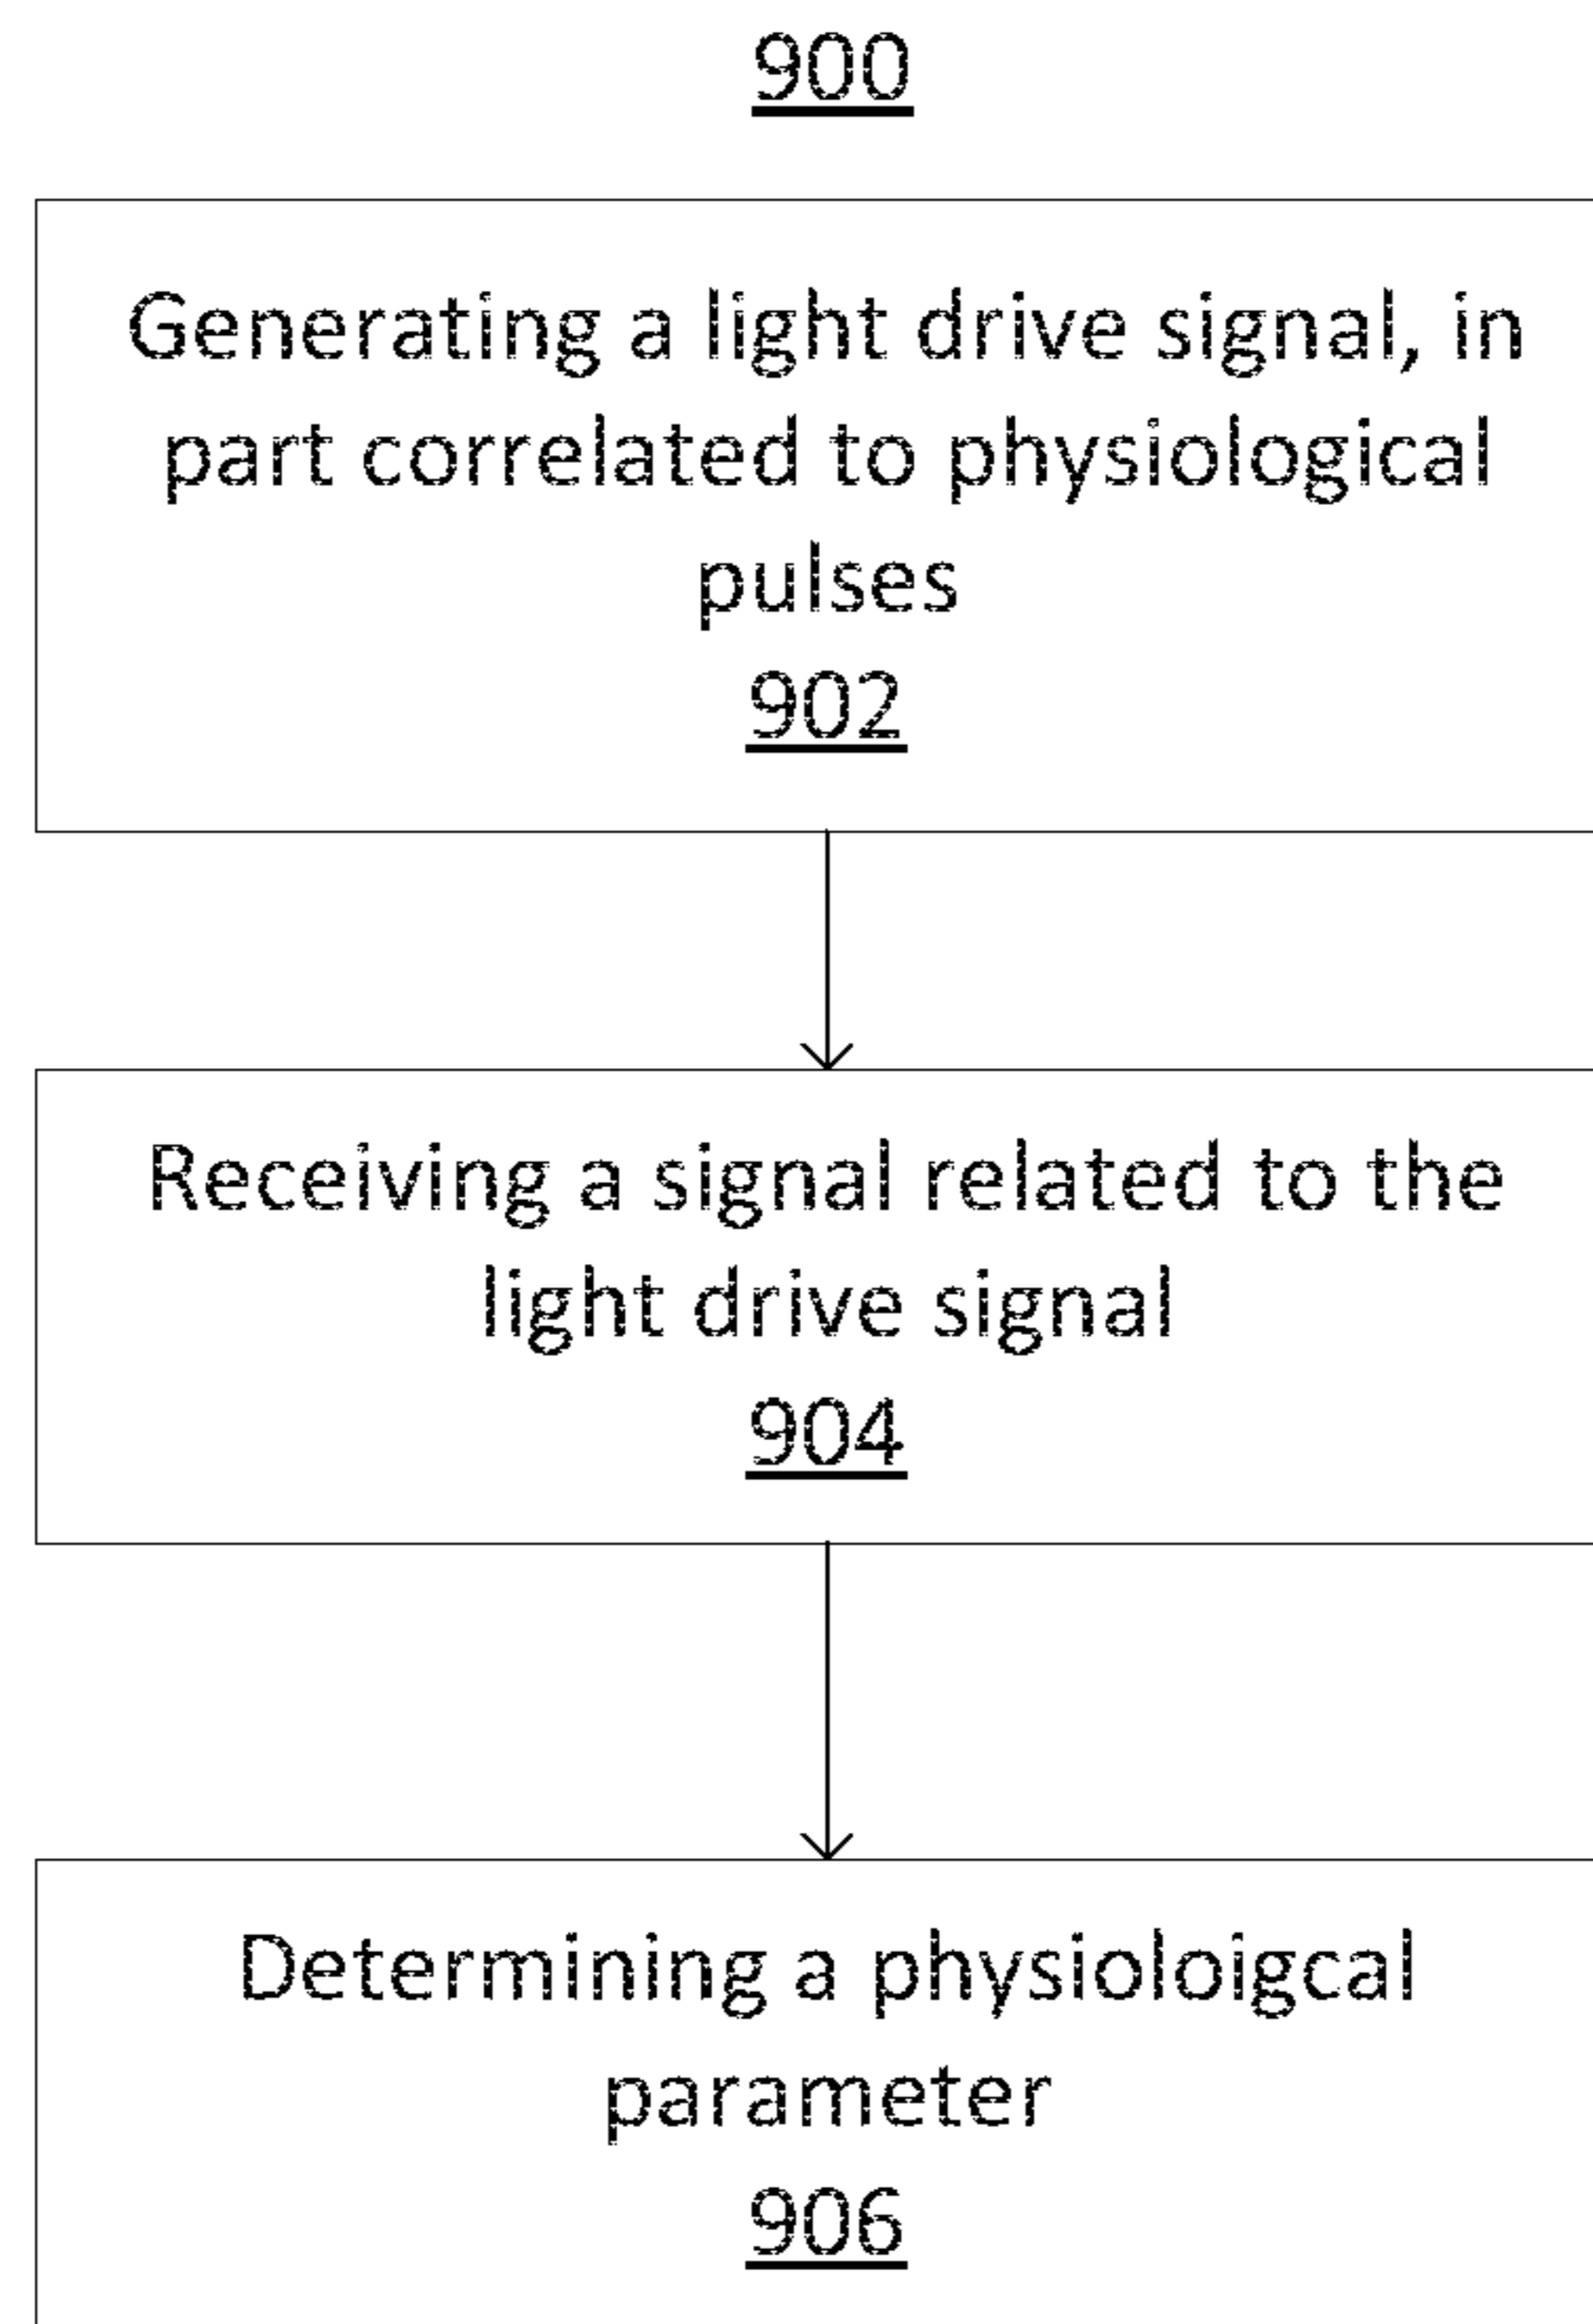 900
Generating a light drive signal, in
part correlated to physiological
pulses
902
Receiving a signal related to the
light drive signal
904
Determining a physioloigcal
parameter
906